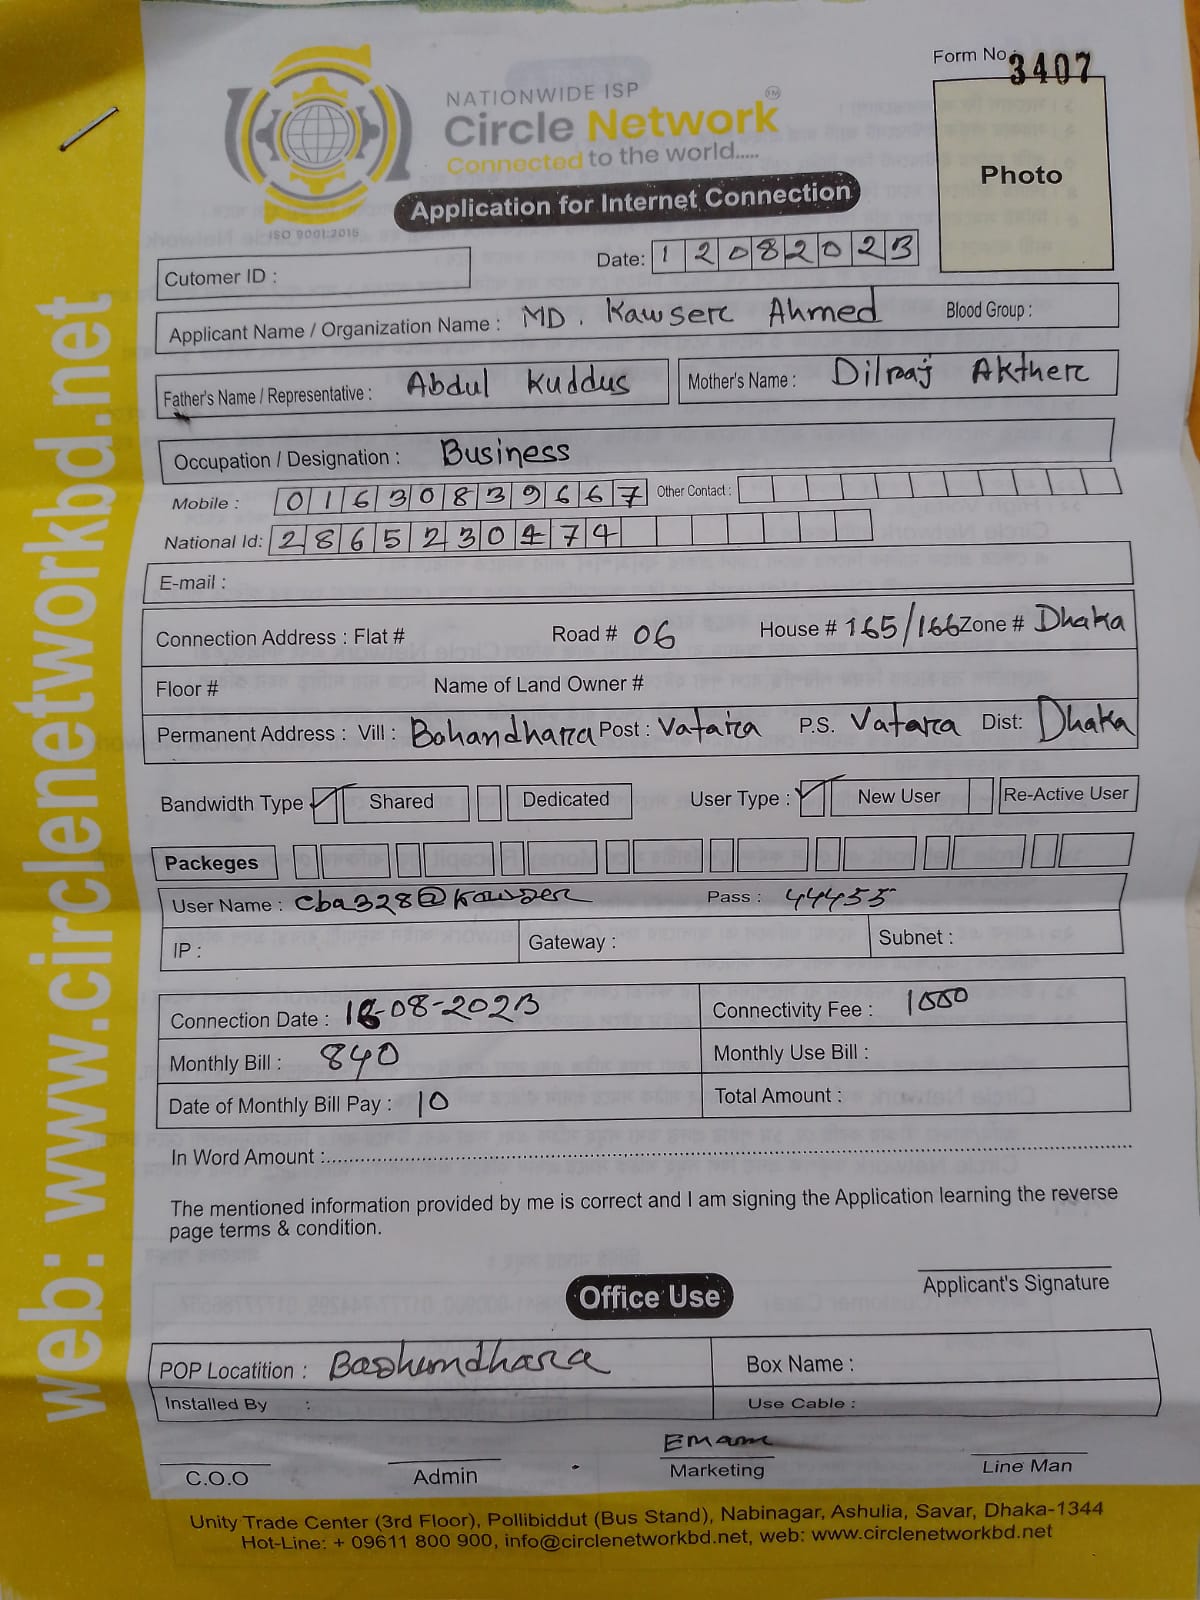 Form No: 3407
NATIONWIDE ISP
Circle Network TM
Connected to the world.....
Photo
Application for Internet Connection
ISO 9001:2015
Date: 12082023
Cutomer ID :
Applicant Name / Organization Name : MD. Kawser Ahmed Blood Group :
Father's Name / Representative : Abdul Kuddus Mother's Name : Dilraj Akther
Occupation / Designation : Business
Mobile : 01630839667 Other Contact :
National Id: 2865230474
E-mail :
Connection Address : Flat # Road # 06 House # 165/166 Zone # Dhaka
Floor # Name of Land Owner #
Permanent Address : Vill : Bahandhara Post : Vatara P.S. Vatara Dist: Dhaka
Bandwidth Type Shared Dedicated User Type : New User Re-Active User
Packeges
User Name : cba328@kawser Pass : 44455
IP : Gateway : Subnet :
Connection Date : 16-08-2023 Connectivity Fee : 1000
Monthly Bill : 840 Monthly Use Bill :
Date of Monthly Bill Pay : 10 Total Amount :
In Word Amount :
The mentioned information provided by me is correct and I am signing the Application learning the reverse
page terms & condition.
Applicant's Signature
Office Use
POP Locatition : Bashundhara Box Name :
Installed By : Use Cable :
Emam
C.O.O Admin Marketing Line Man
Unity Trade Center (3rd Floor), Pollibiddut (Bus Stand), Nabinagar, Ashulia, Savar, Dhaka-1344
Hot-Line: + 09611 800 900, info@circlenetworkbd.net, web: www.circlenetworkbd.net
web: www.circlenetworkbd.net